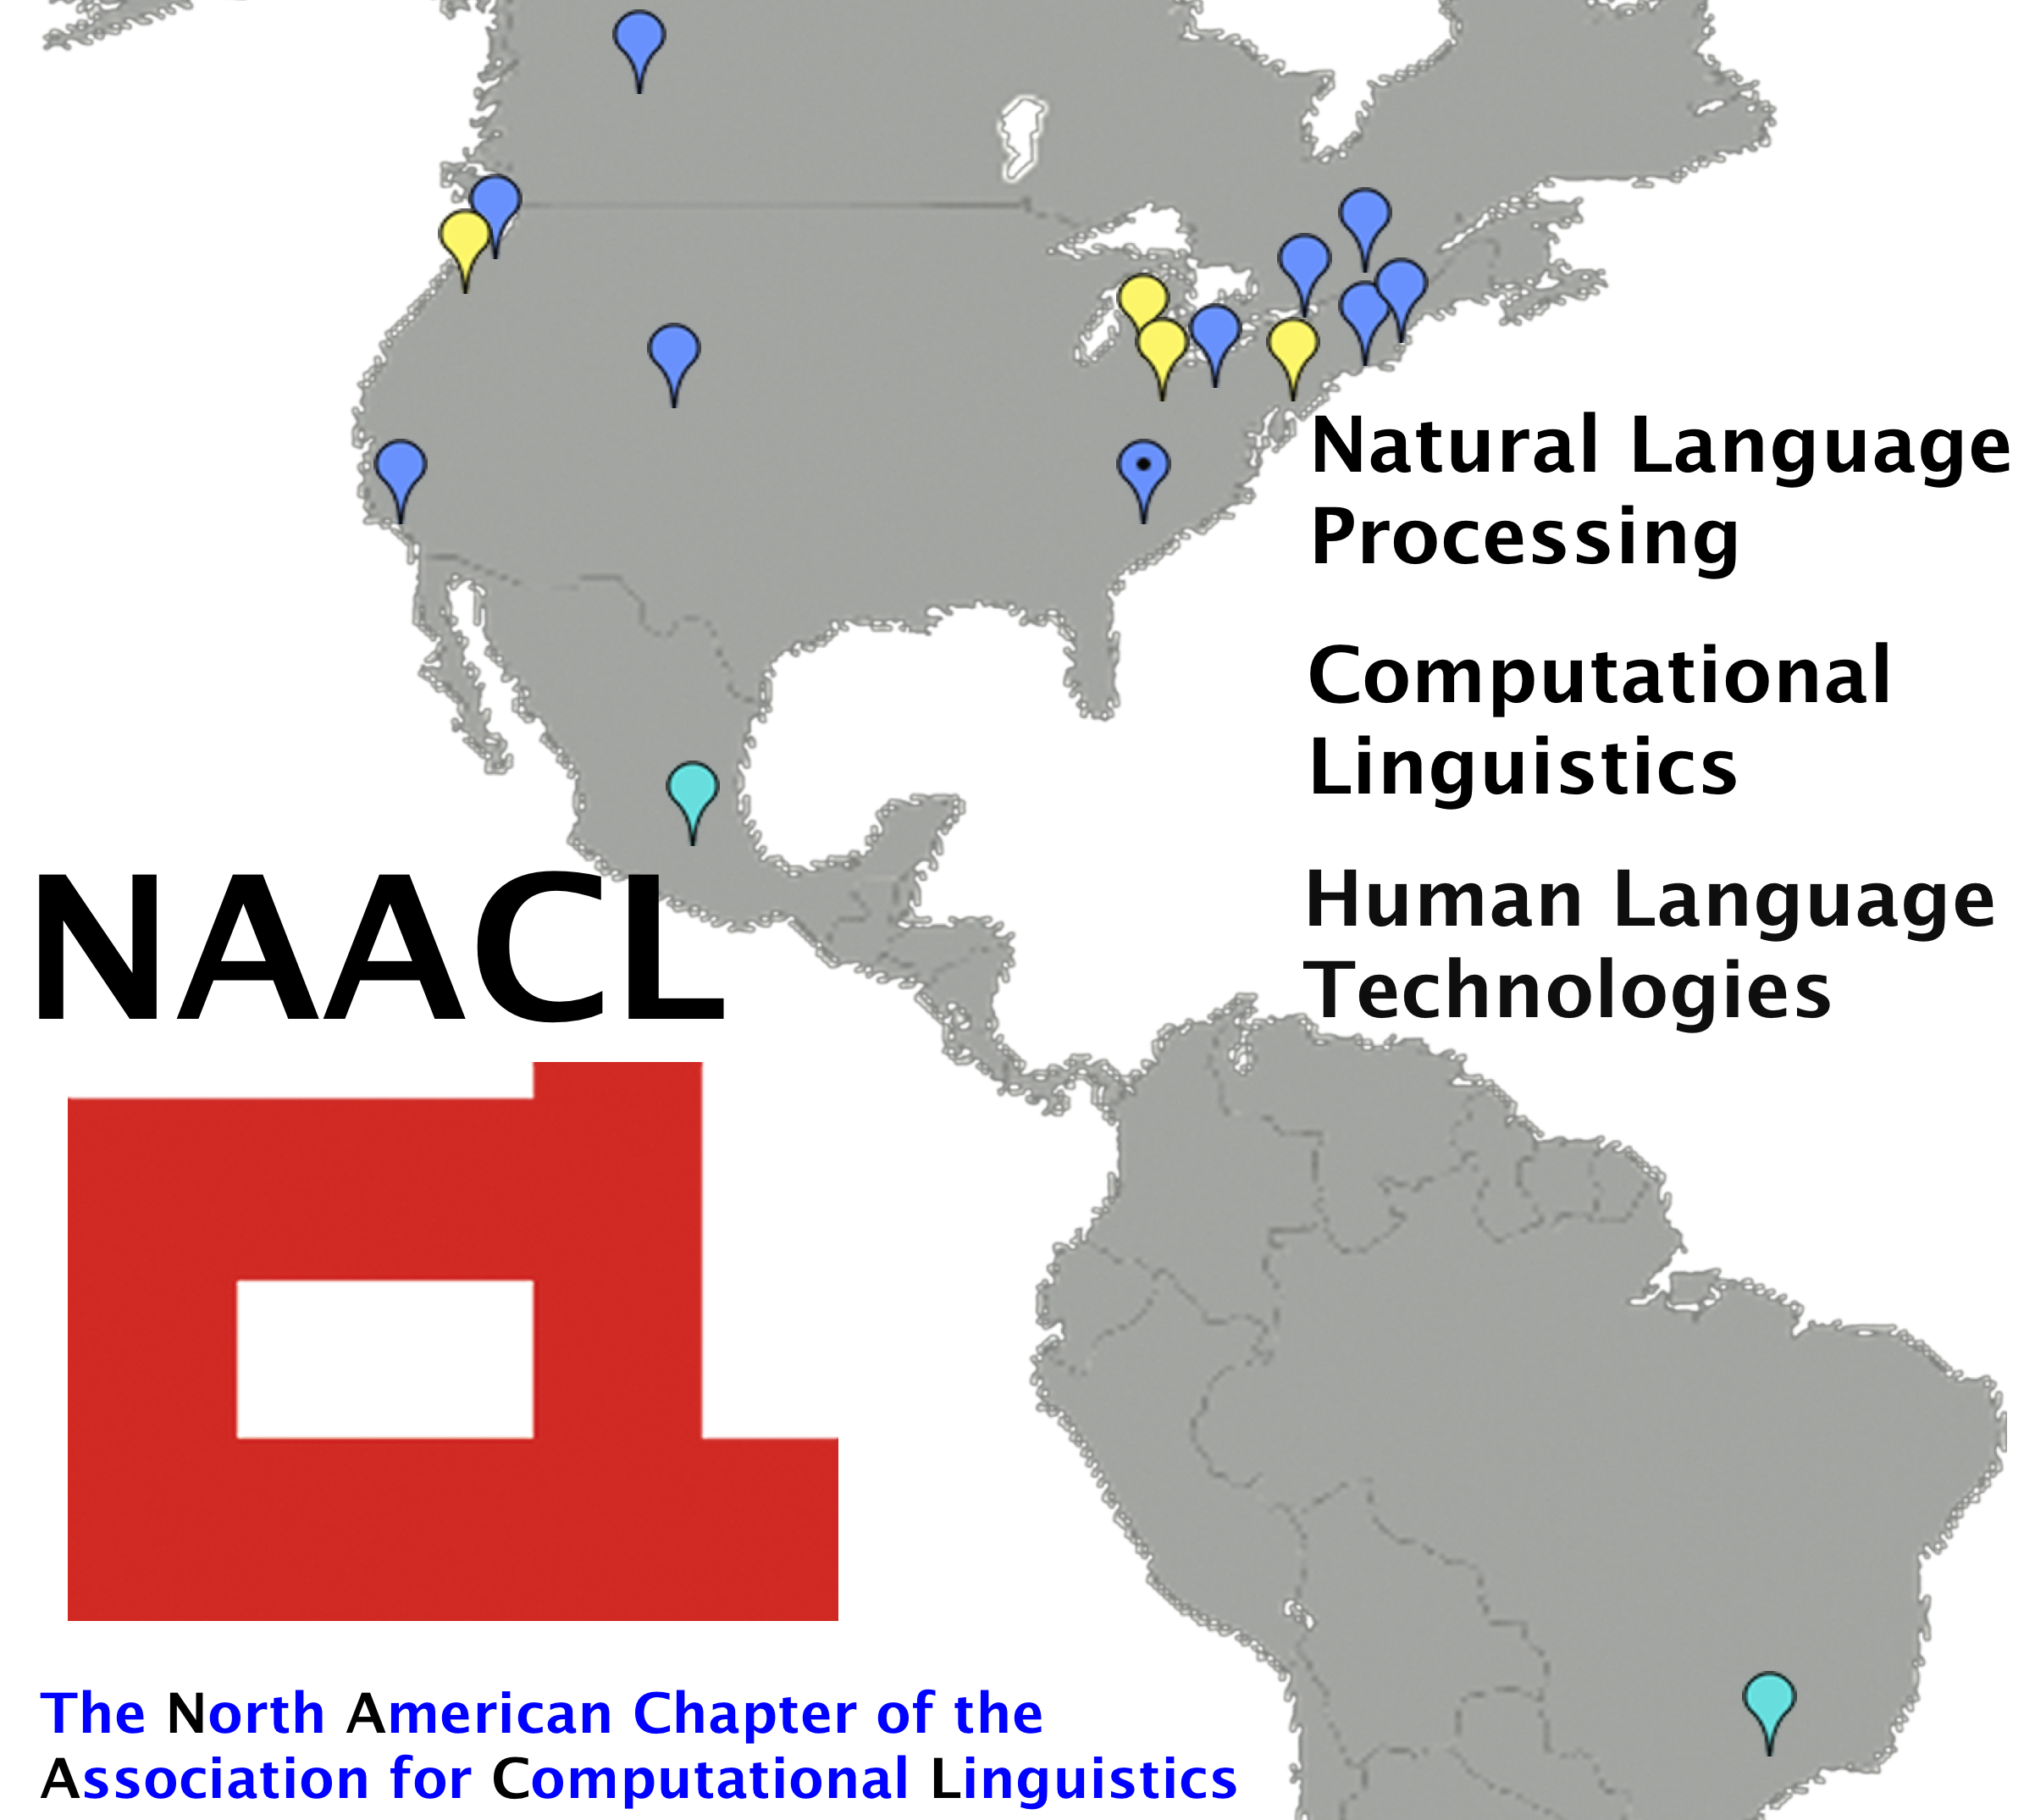 Natural Language
Processing
Computational
Linguistics
Human Language
Technologies
NAACL
The North American Chapter of the
Association for Computational Linguistics